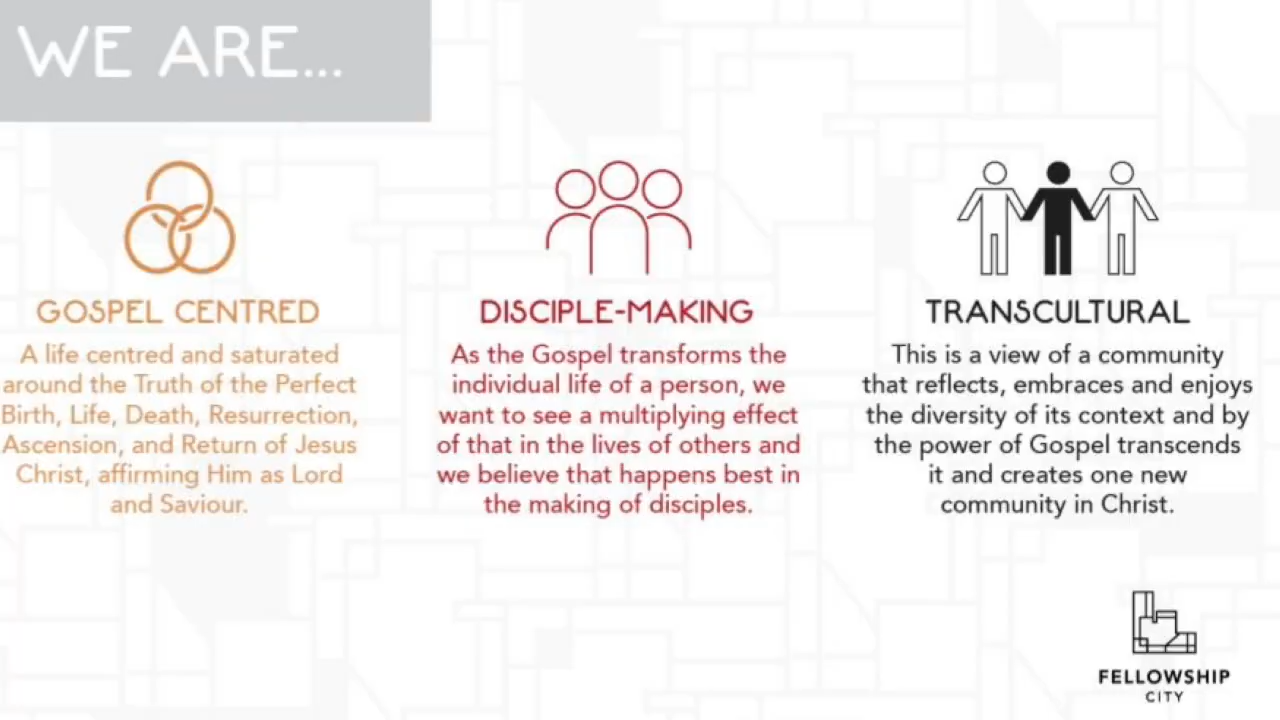 WE ARE...
GOSPEL CENTRED
A life centred and saturated
around the Truth of the Perfect
Birth, Life, Death, Resurrection,
Ascension, and Return of Jesus
Christ, affirming Him as Lord
and Saviour.
DISCIPLE-MAKING
As the Gospel transforms the
individual life of a person, we
want to see a multiplying effect
of that in the lives of others and
we believe that happens best in
the making of disciples.
TRANSCULTURAL
This is a view of a community
that reflects, embraces and enjoys
the diversity of its context and by
the power of Gospel transcends
it and creates one new
community in Christ.
FELLOWSHIP
CITY